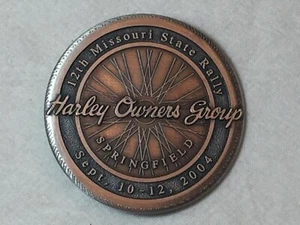 12th Missouri State Rally
Harley Owners Group
SPRINGFIELD
Sept. 10-12, 2004